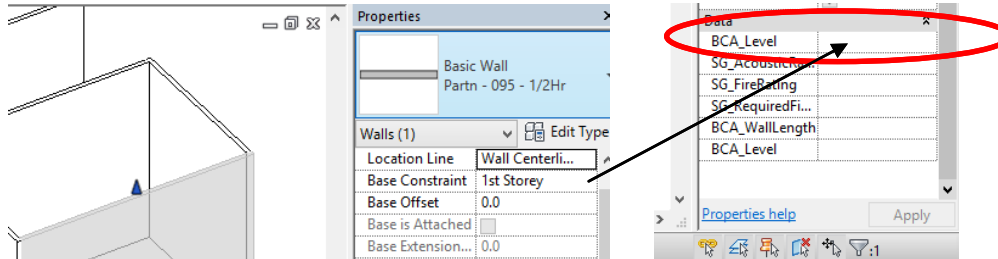 Properties
Basic Wall
Partn - 095 - 1/2Hr
Walls (1) Edit Type
Location Line Wall Centerli...
Base Constraint 1st Storey
Base Offset 0.0
Base is Attached
Base Extension... 0.0
Data
BCA_Level
SG_FireRating
SG_RequiredFi...
BCA_WallLength
BCA_Level
Properties help Apply
:1